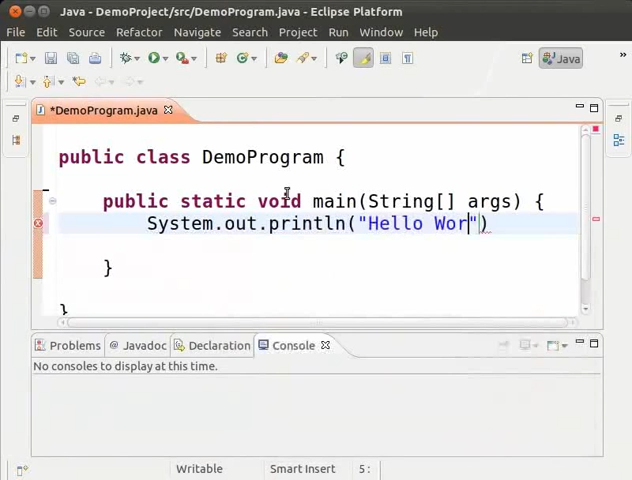 Java - DemoProject/src/DemoProgram.java - Eclipse Platform
File Edit Source Refactor Navigate Search Project Run Window Help
Java »
*DemoProgram.java
public class DemoProgram {
public static void main(String[] args) {
System.out.println("Hello Wor")
}
}
Problems @ Javadoc Declaration Console
No consoles to display at this time.
Writable Smart Insert 5 :